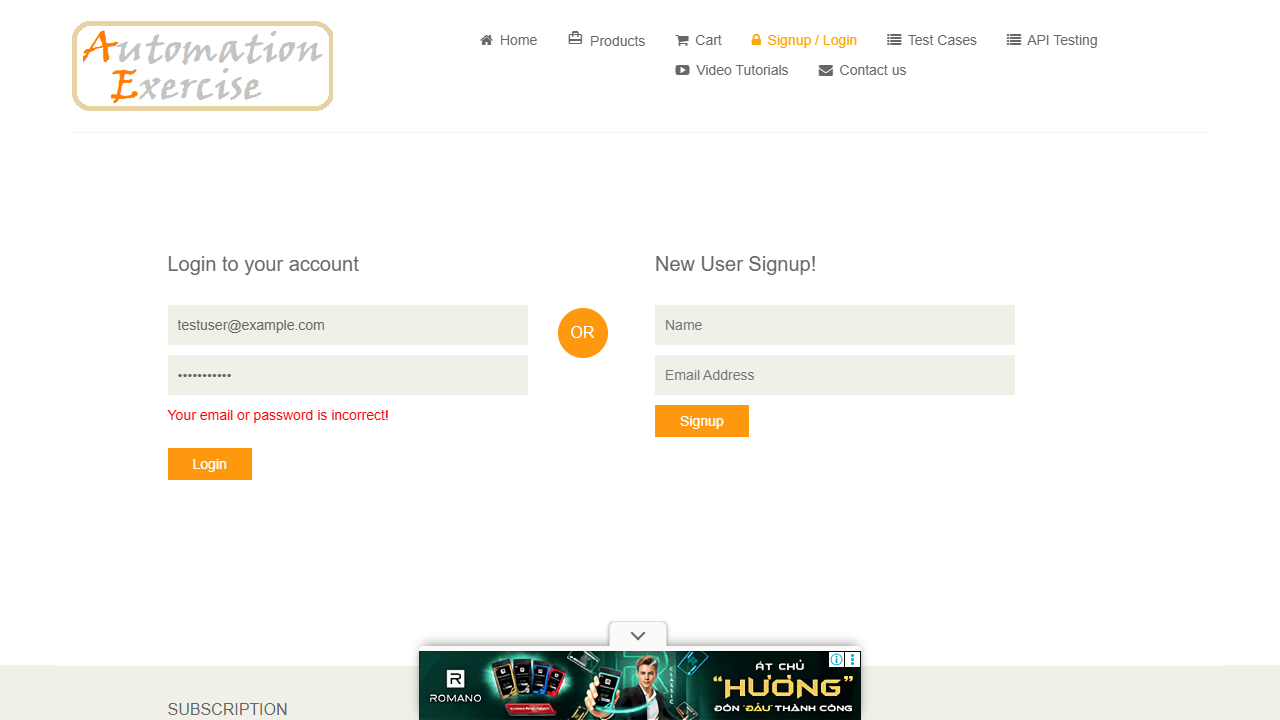 Automation
Exercise
Home
Products
Cart
Signup / Login
Test Cases
API Testing
Video Tutorials
Contact us
Login to your account
New User Signup!
testuser@example.com
•••••••••••
Your email or password is incorrect!
Login
OR
Name
Email Address
Signup
SUBSCRIPTION
R
ROMANO
CLASSIC
ÁT CHỦ
“HƯƠNG”
ĐÓN ĐẦU THÀNH CÔNG